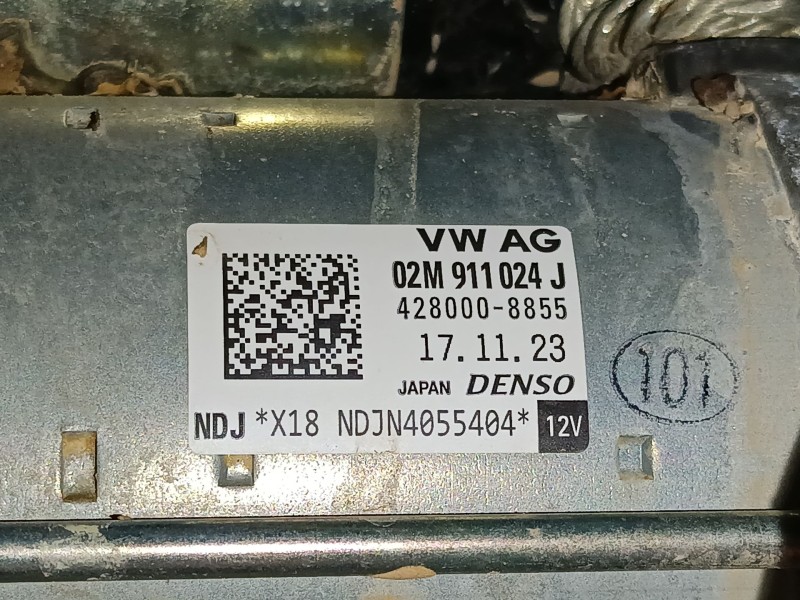 VW AG
02M 911 024 J
428000-8855
17.11.23
JAPAN DENSO
NDJ *X18 NDJN4055404* 12V
101